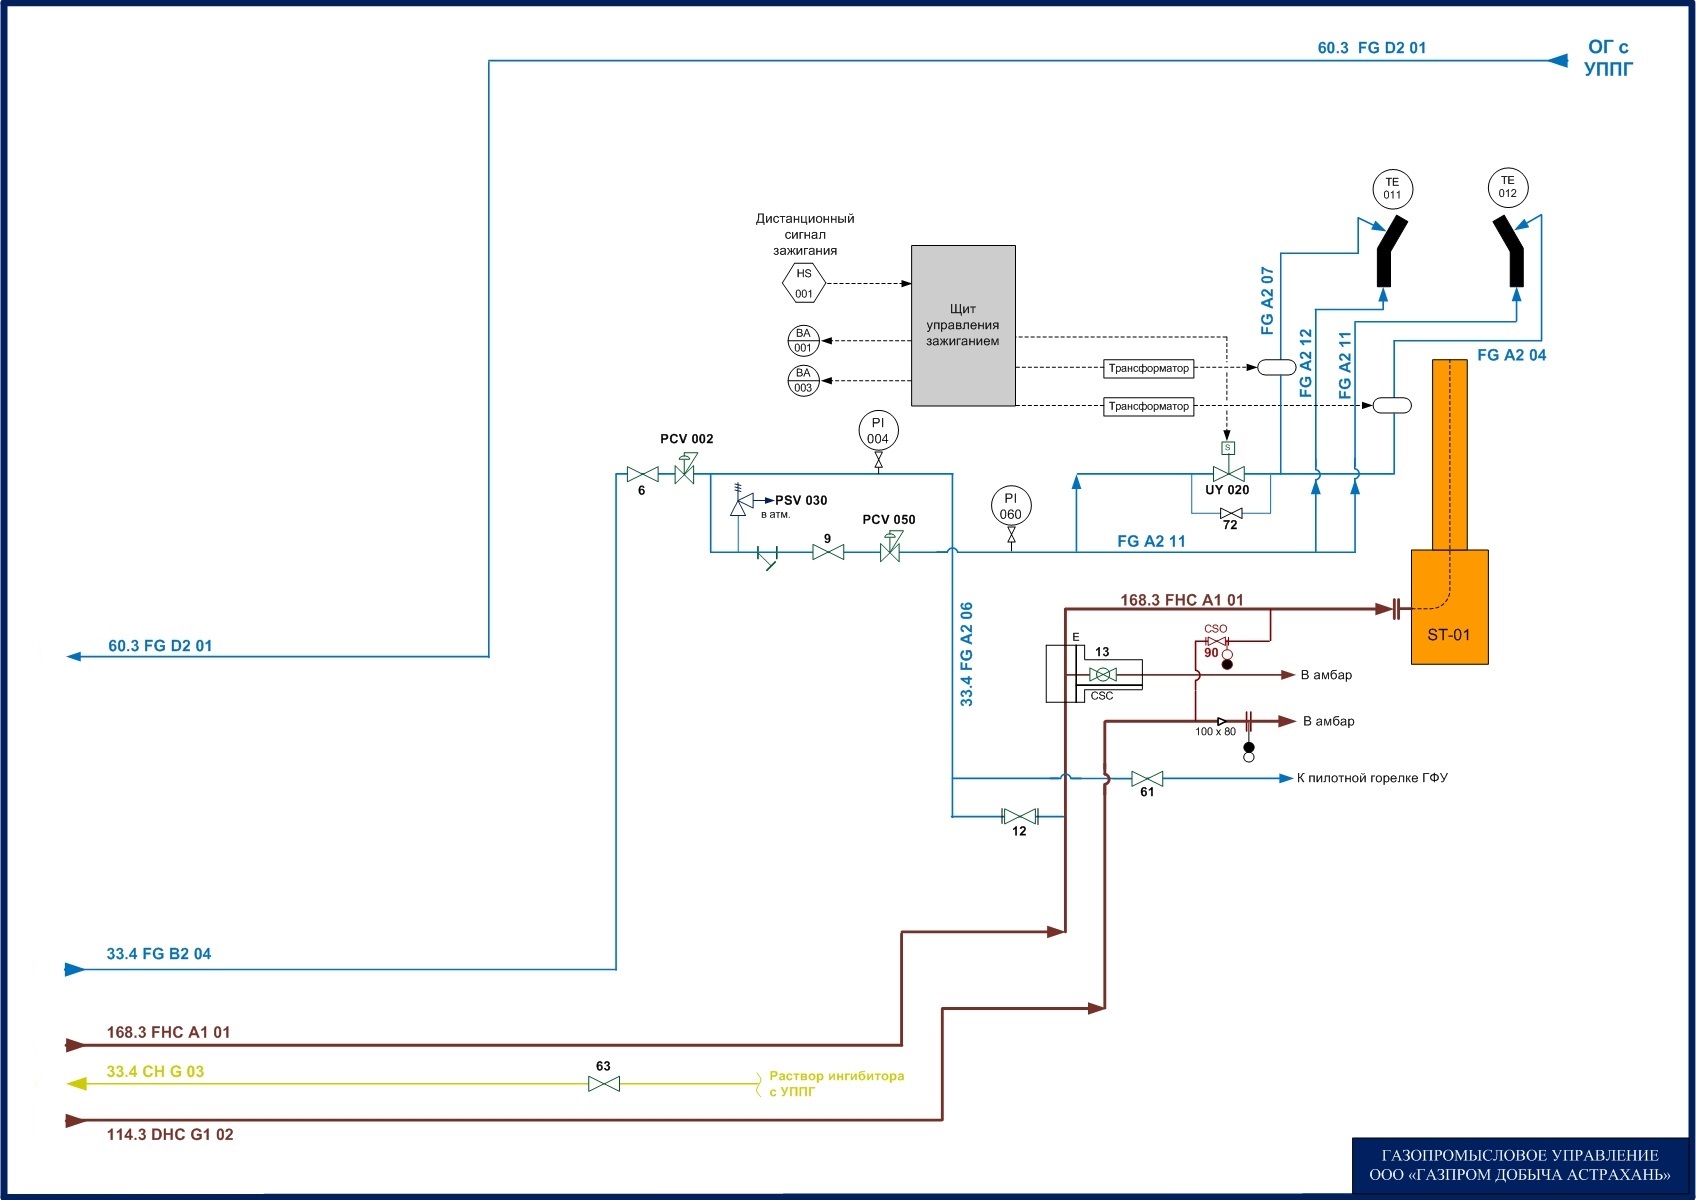 60.3 FG D2 01
ОГ с
УППГ
TE
011
TE
012
Дистанционный
сигнал
зажигания
HS
001
BA
001
BA
003
Щит
управления
зажиганием
Трансформатор
Трансформатор
FG A2 07
FG A2 12
FG A2 11
FG A2 04
PCV 002
6
PI
004
PSV 030
в атм.
9
PCV 050
PI
060
S
UY 020
72
FG A2 11
33.4 FG A2 06
168.3 FHC A1 01
CSO
90
E
13
CSC
В амбар
ST-01
100 x 80
В амбар
К пилотной горелке ГФУ
61
12
60.3 FG D2 01
33.4 FG B2 04
168.3 FHC A1 01
33.4 CH G 03
63
Раствор ингибитора
с УППГ
114.3 DHC G1 02
ГАЗОПРОМЫСЛОВОЕ УПРАВЛЕНИЕ
ООО «ГАЗПРОМ ДОБЫЧА АСТРАХАНЬ»